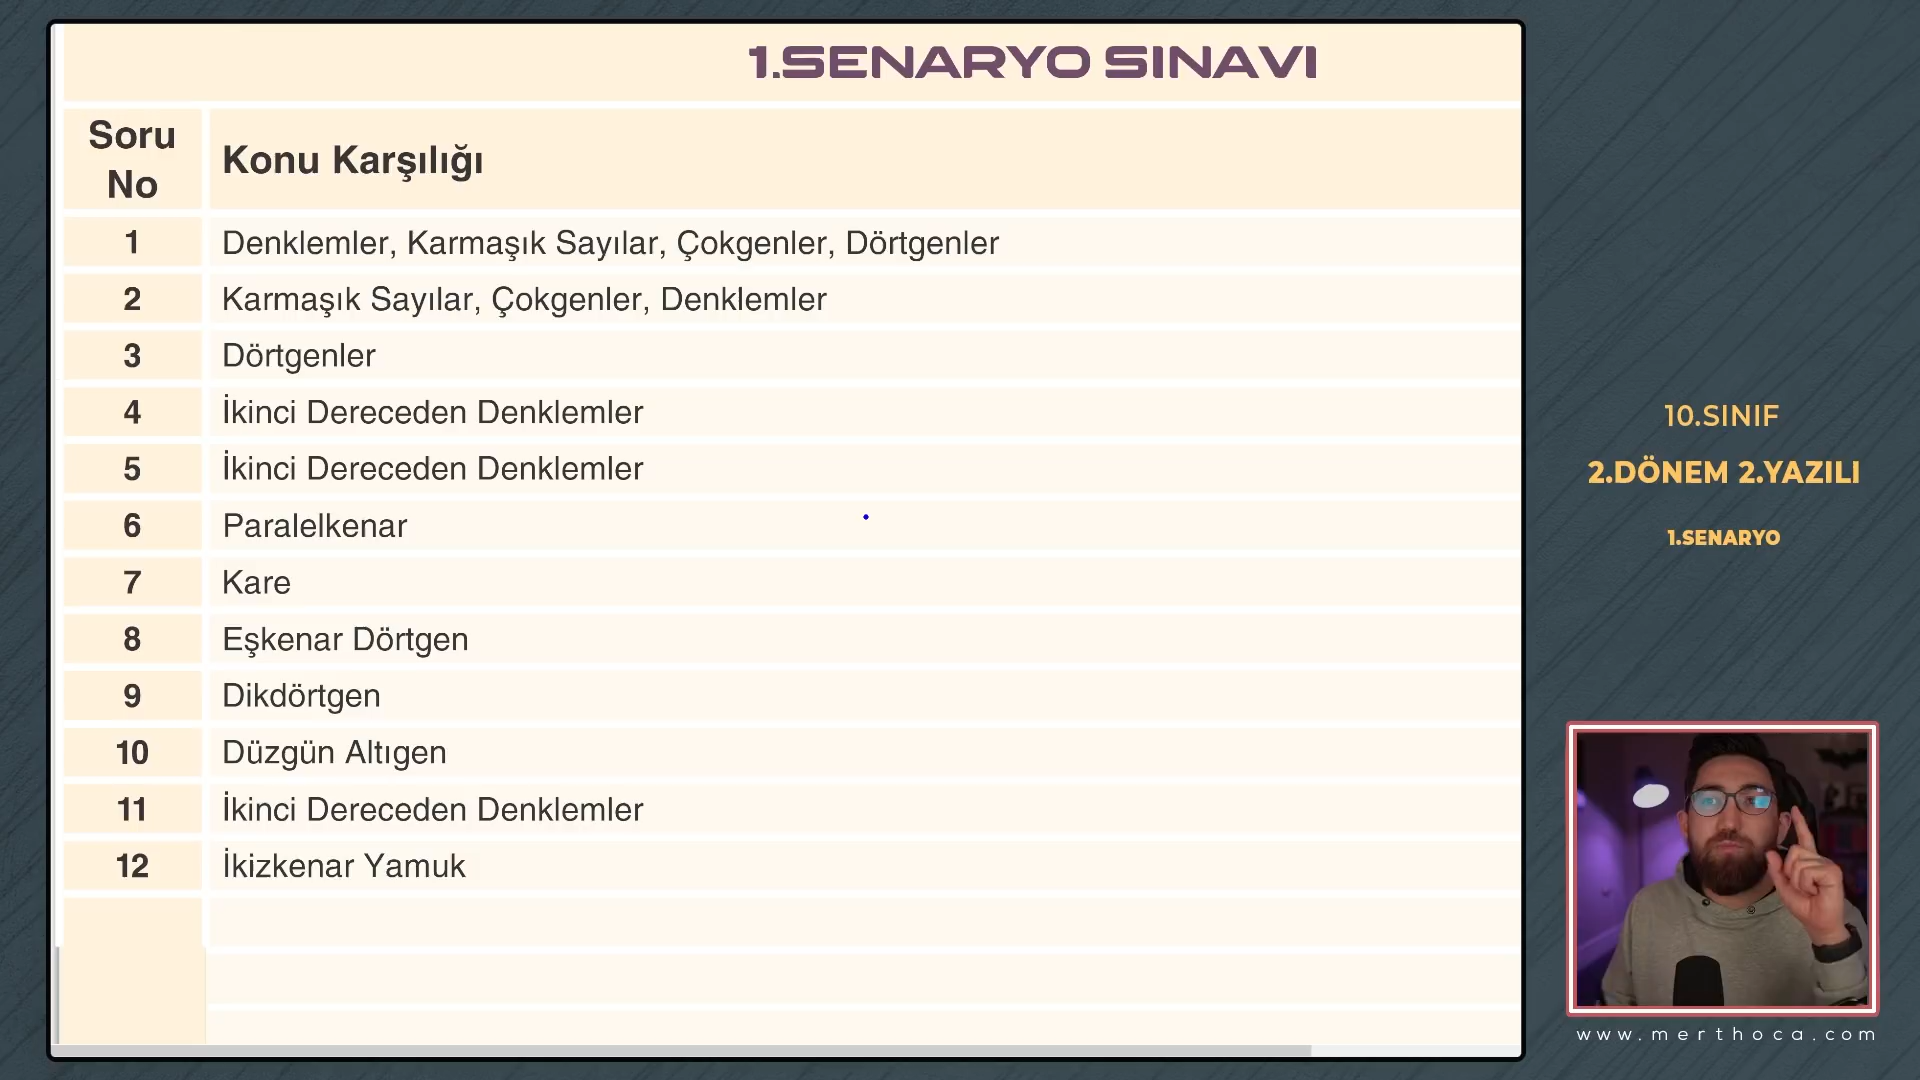 1.SENARYO SINAVI
Soru No
Konu Karşılığı
1 Denklemler, Karmaşık Sayılar, Çokgenler, Dörtgenler
2 Karmaşık Sayılar, Çokgenler, Denklemler
3 Dörtgenler
4 İkinci Dereceden Denklemler
5 İkinci Dereceden Denklemler
6 Paralelkenar
7 Kare
8 Eşkenar Dörtgen
9 Dikdörtgen
10 Düzgün Altıgen
11 İkinci Dereceden Denklemler
12 İkizkenar Yamuk
10.SINIF
2.DÖNEM 2.YAZILI
1.SENARYO
www.merthoca.com